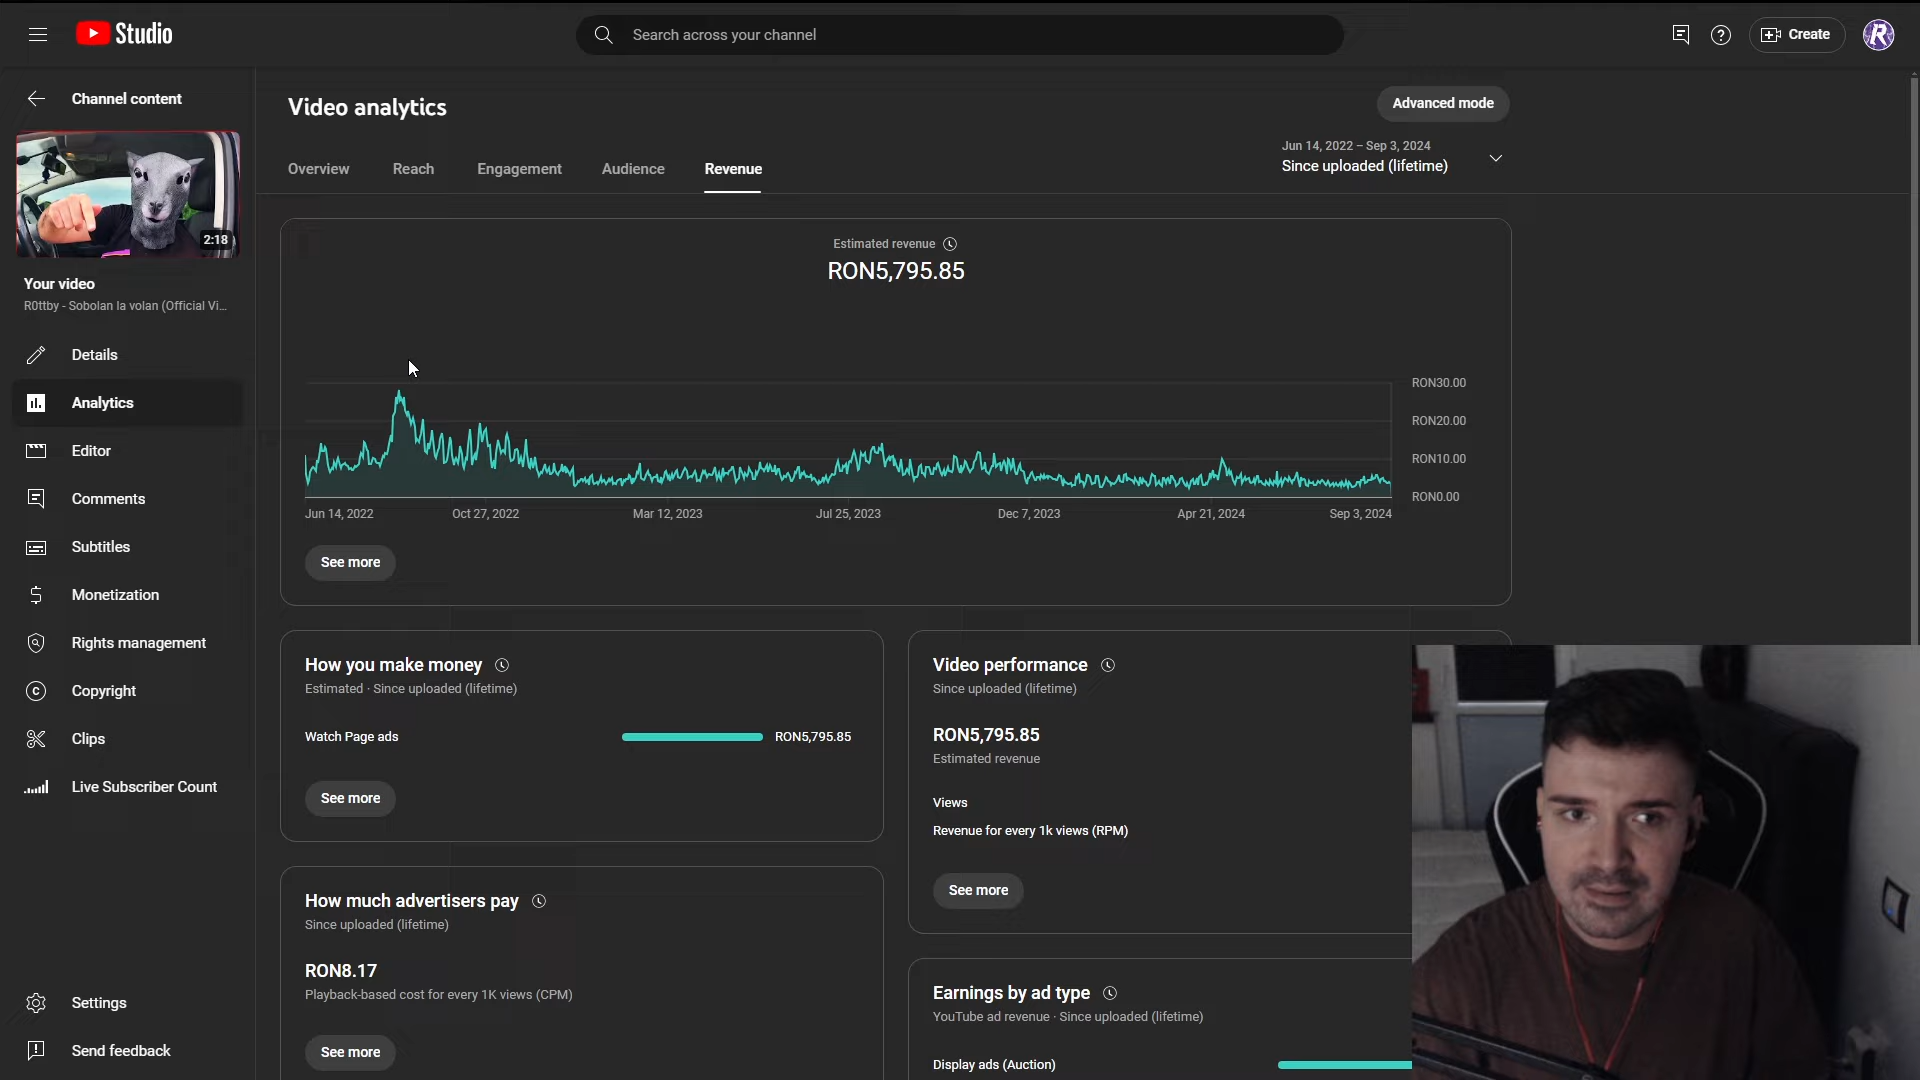 Studio
Search across your channel
Create
Channel content
Video analytics
Advanced mode
Overview
Reach
Engagement
Audience
Revenue
Jun 14, 2022 – Sep 3, 2024
Since uploaded (lifetime)
2:18
Your video
R0ttby - Sobolan la volan (Official Vi...
Details
Analytics
Editor
Comments
Subtitles
Monetization
Rights management
Copyright
Clips
Live Subscriber Count
Settings
Send feedback
Estimated revenue
RON5,795.85
RON30.00
RON20.00
RON10.00
RON0.00
Jun 14, 2022
Oct 27, 2022
Mar 12, 2023
Jul 25, 2023
Dec 7, 2023
Apr 21, 2024
Sep 3, 2024
See more
How you make money
Estimated · Since uploaded (lifetime)
Watch Page ads
RON5,795.85
See more
Video performance
Since uploaded (lifetime)
RON5,795.85
Estimated revenue
Views
Revenue for every 1k views (RPM)
See more
How much advertisers pay
Since uploaded (lifetime)
RON8.17
Playback-based cost for every 1K views (CPM)
See more
Earnings by ad type
YouTube ad revenue · Since uploaded (lifetime)
Display ads (Auction)